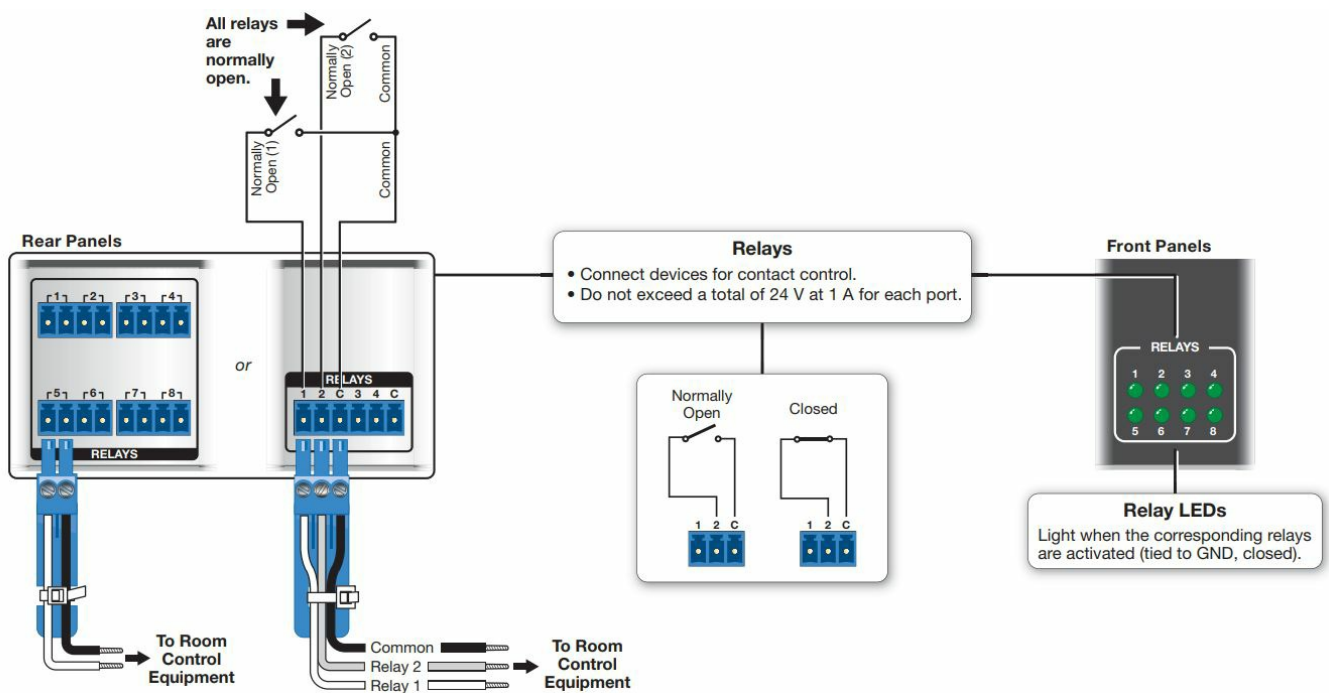 All relays
are
normally
open.
Normally
Open (2)
Common
Normally
Open (1)
Common
Rear Panels
1 2 3 4
5 6 7 8
RELAYS
or
RELAYS
1 2 C 3 4 C
To Room
Control
Equipment
Common
Relay 2
Relay 1
To Room
Control
Equipment
Relays
• Connect devices for contact control.
• Do not exceed a total of 24 V at 1 A for each port.
Normally
Open
Closed
1 2 C
1 2 C
Front Panels
RELAYS
1 2 3 4
5 6 7 8
Relay LEDs
Light when the corresponding relays
are activated (tied to GND, closed).